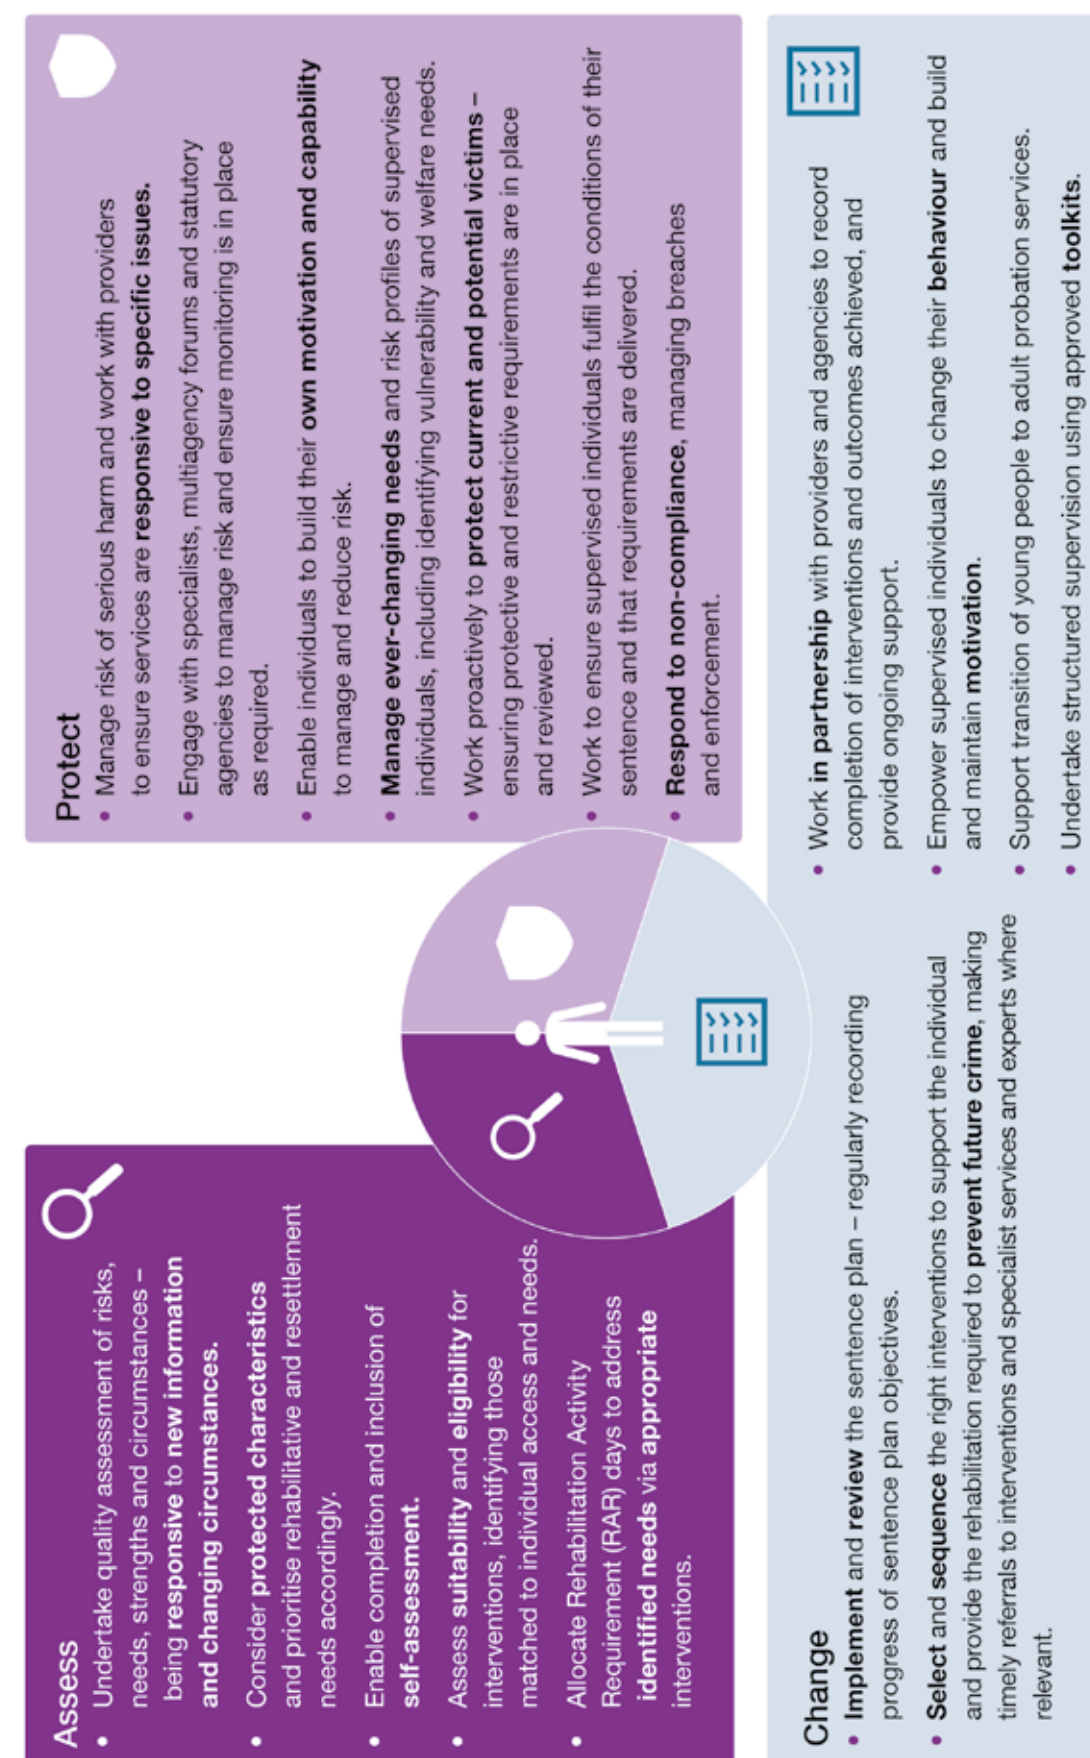 Assess
• Undertake quality assessment of risks,
needs, strengths and circumstances –
being responsive to new information
and changing circumstances.
• Consider protected characteristics
and prioritise rehabilitative and resettlement
needs accordingly.
• Enable completion and inclusion of
self-assessment.
• Assess suitability and eligibility for
interventions, identifying those
matched to individual access and needs.
• Allocate Rehabilitation Activity
Requirement (RAR) days to address
identified needs via appropriate
interventions.
Protect
• Manage risk of serious harm and work with providers
to ensure services are responsive to specific issues.
• Engage with specialists, multiagency forums and statutory
agencies to manage risk and ensure monitoring is in place
as required.
• Enable individuals to build their own motivation and capability
to manage and reduce risk.
• Manage ever-changing needs and risk profiles of supervised
individuals, including identifying vulnerability and welfare needs.
• Work proactively to protect current and potential victims –
ensuring protective and restrictive requirements are in place
and reviewed.
• Work to ensure supervised individuals fulfil the conditions of their
sentence and that requirements are delivered.
• Respond to non-compliance, managing breaches
and enforcement.
Change
• Implement and review the sentence plan – regularly recording
progress of sentence plan objectives.
• Select and sequence the right interventions to support the individual
and provide the rehabilitation required to prevent future crime, making
timely referrals to interventions and specialist services and experts where
relevant.
• Work in partnership with providers and agencies to record
completion of interventions and outcomes achieved, and
provide ongoing support.
• Empower supervised individuals to change their behaviour and build
and maintain motivation.
• Support transition of young people to adult probation services.
• Undertake structured supervision using approved toolkits.